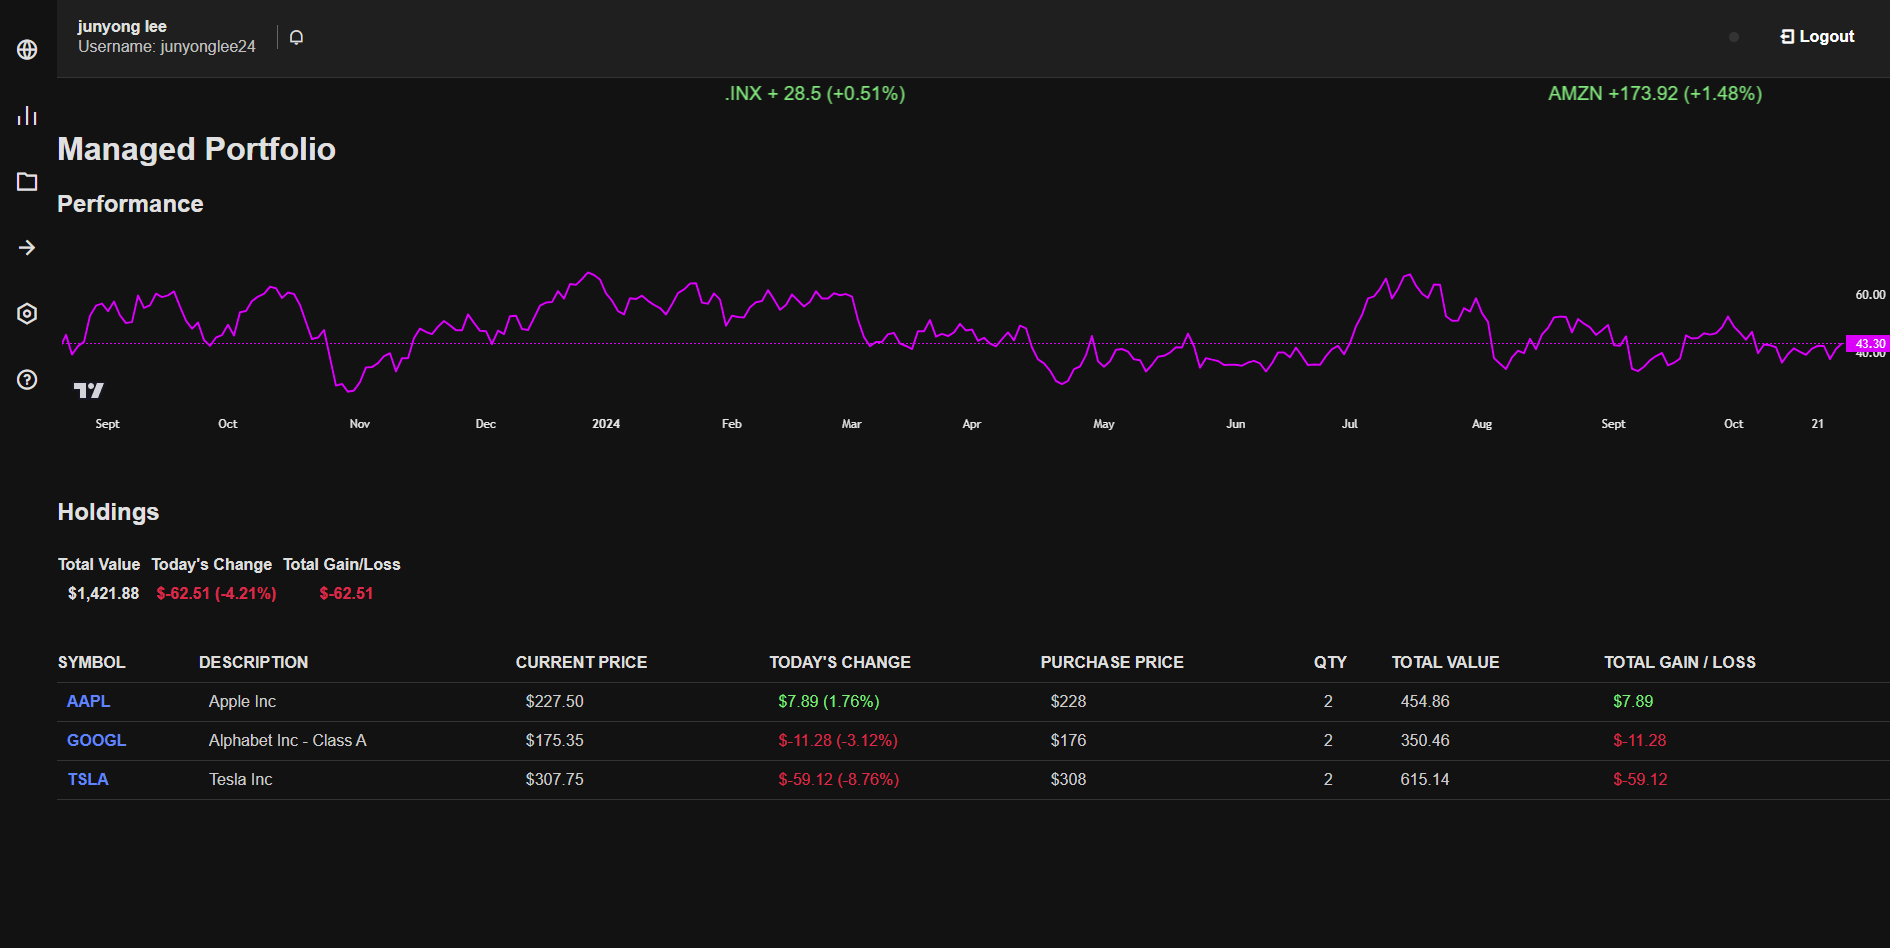 junyong lee
Username: junyonglee24
Logout
.INX + 28.5 (+0.51%) AMZN +173.92 (+1.48%)
Managed Portfolio
Performance
60.00
43.30
40.00
Sept Oct Nov Dec 2024 Feb Mar Apr May Jun Jul Aug Sept Oct 21
Holdings
Total Value Today's Change Total Gain/Loss
$1,421.88 $-62.51 (-4.21%) $-62.51
SYMBOL DESCRIPTION CURRENT PRICE TODAY'S CHANGE PURCHASE PRICE QTY TOTAL VALUE TOTAL GAIN / LOSS
AAPL Apple Inc $227.50 $7.89 (1.76%) $228 2 454.86 $7.89
GOOGL Alphabet Inc - Class A $175.35 $-11.28 (-3.12%) $176 2 350.46 $-11.28
TSLA Tesla Inc $307.75 $-59.12 (-8.76%) $308 2 615.14 $-59.12